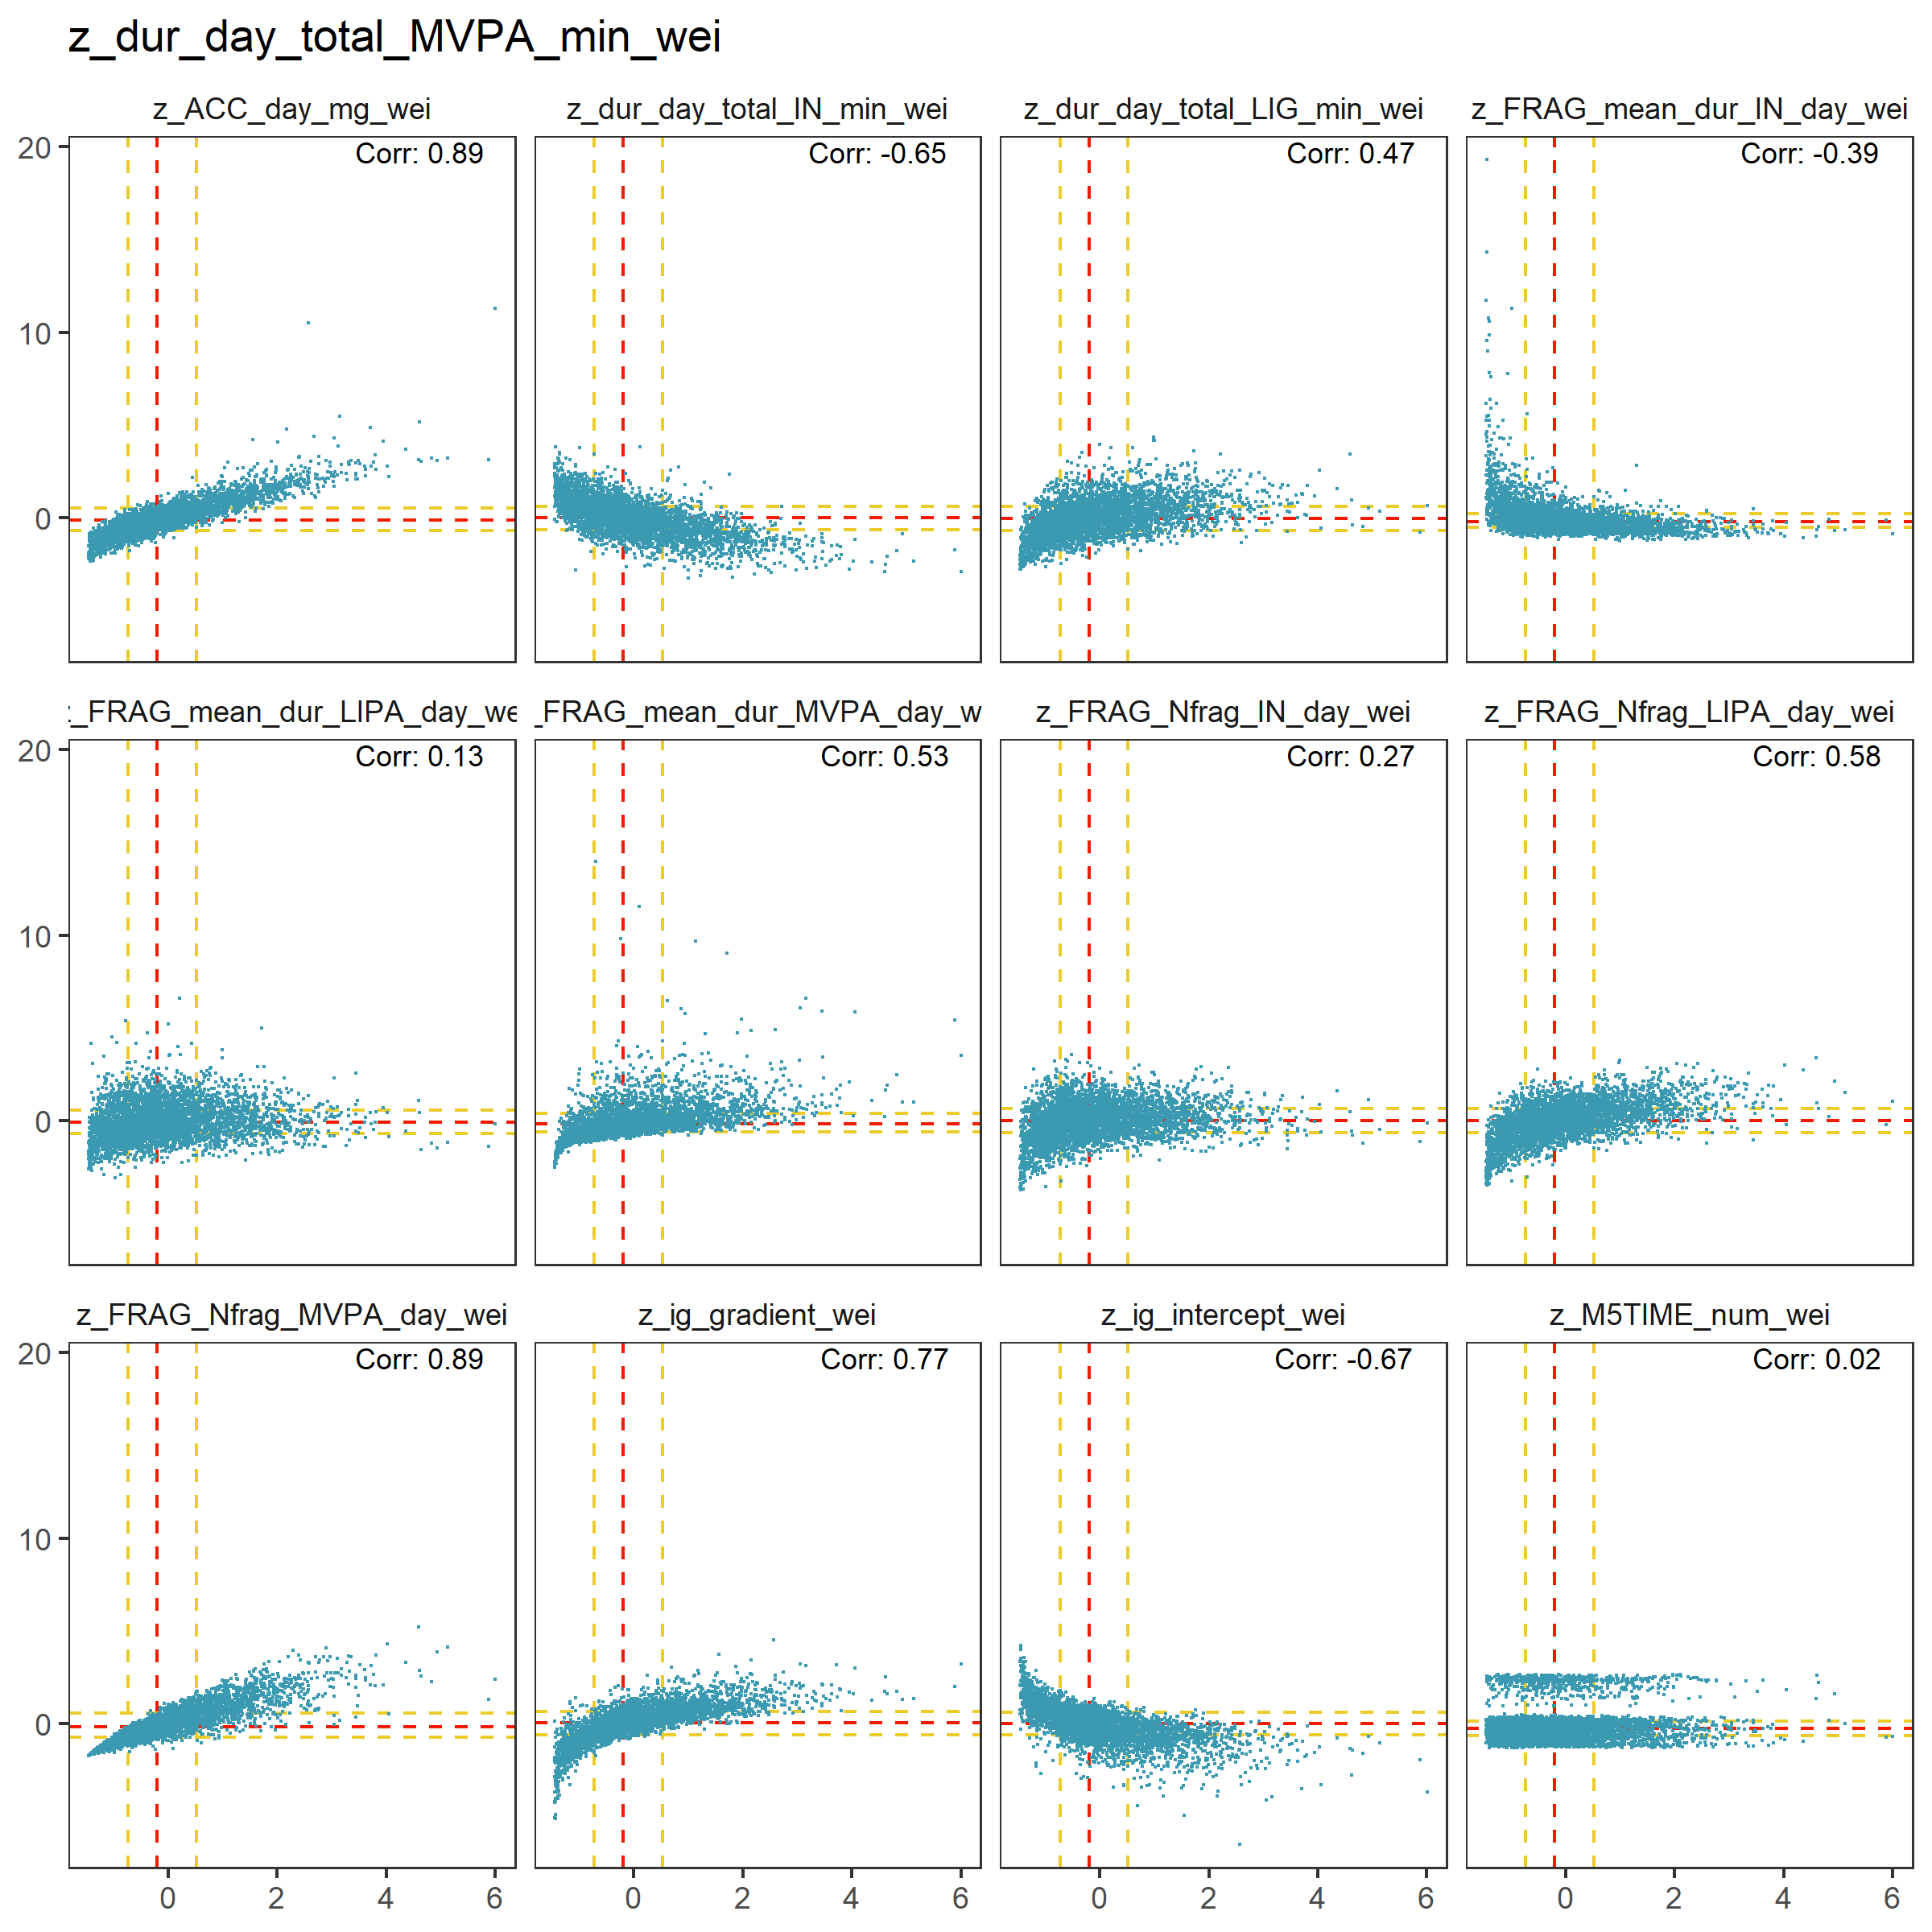 z_dur_day_total_MVPA_min_wei
z_ACC_day_mg_wei
z_dur_day_total_IN_min_wei
z_dur_day_total_LIG_min_wei
z_FRAG_mean_dur_IN_day_wei
20
Corr: 0.89
Corr: -0.65
Corr: 0.47
Corr: -0.39
10
0
z_FRAG_mean_dur_LIPA_day_we
_FRAG_mean_dur_MVPA_day_w
z_FRAG_Nfrag_IN_day_wei
z_FRAG_Nfrag_LIPA_day_wei
20
Corr: 0.13
Corr: 0.53
Corr: 0.27
Corr: 0.58
10
0
z_FRAG_Nfrag_MVPA_day_wei
z_ig_gradient_wei
z_ig_intercept_wei
z_M5TIME_num_wei
20
Corr: 0.89
Corr: 0.77
Corr: -0.67
Corr: 0.02
10
0
0 2 4 6
0 2 4 6
0 2 4 6
0 2 4 6